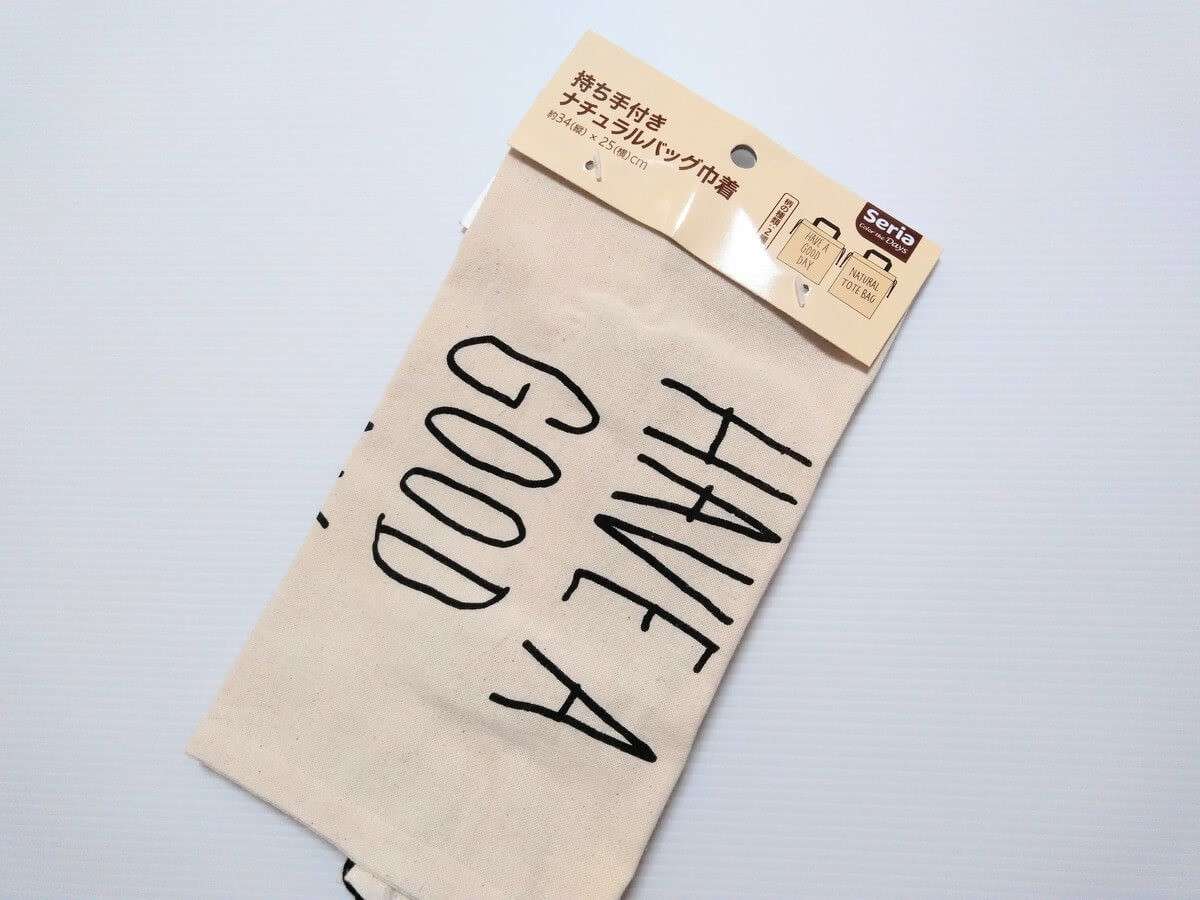 持ち手付き
ナチュラルバッグ巾着
約34(縦)×25(横)cm
柄の種類:2種
Seria
Color the Days
HAVE A
GOOD
DAY
NATURAL
TOTE BAG
HAVE A
GOOD